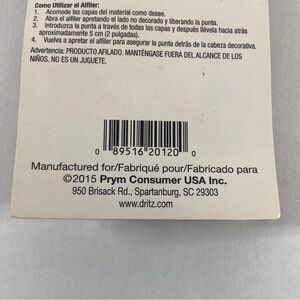 Como Utilizar el Alfiler:
1. Acomode las capas del material como desee.
2. Abra el alfiler apretando el lado no decorado y liberando la punta.
3. Introduzca la punta a través de todas las capas y después llévela hacia atrás
aproximadamente 5 cm (2 pulgadas).
4. Vuelva a apretar el alfiler para asegurar la punta detrás de la cabeza decorativa.
Advertencia: PRODUCTO AFILADO. MANTÉNGASE FUERA DEL ALCANCE DE LOS
NIÑOS. NO ES UN JUGUETE.
0 89516 20120 0
Manufactured for/Fabriqué pour/Fabricado para
©2015 Prym Consumer USA Inc.
950 Brisack Rd., Spartanburg, SC 29303
www.dritz.com